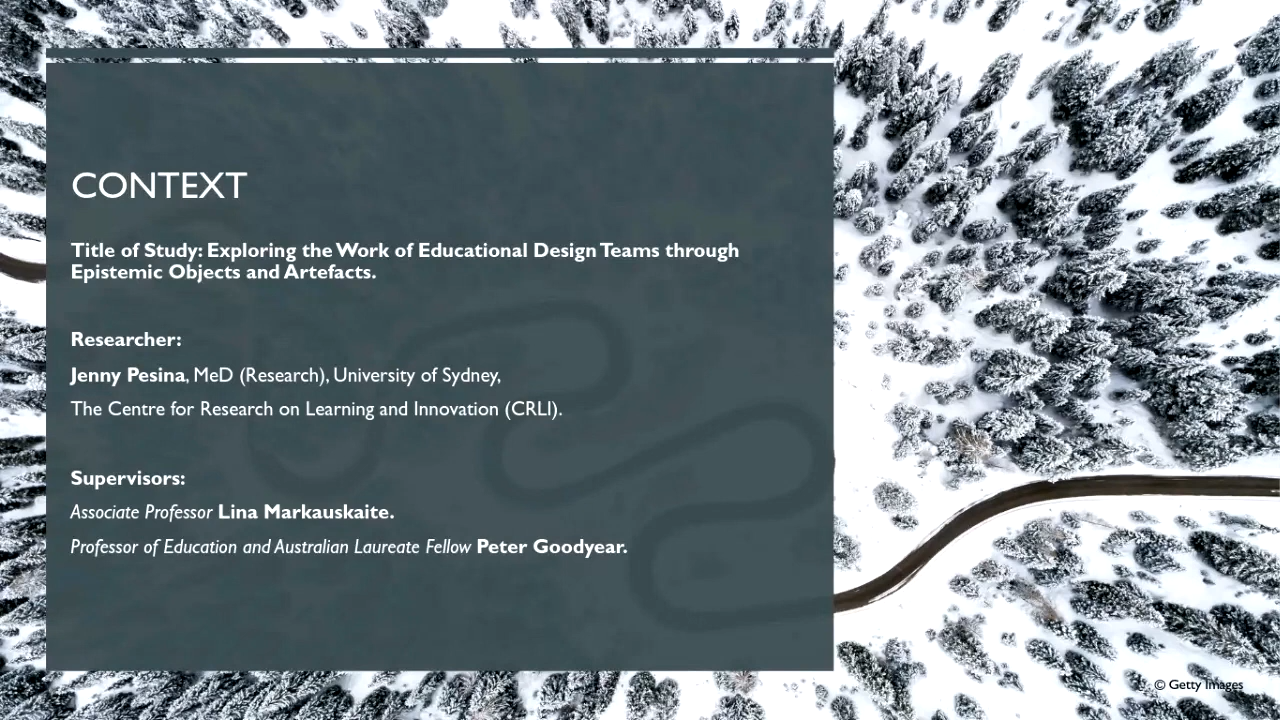 CONTEXT
Title of Study: Exploring the Work of Educational Design Teams through
Epistemic Objects and Artefacts.
Researcher:
Jenny Pesina, MeD (Research), University of Sydney,
The Centre for Research on Learning and Innovation (CRLI).
Supervisors:
Associate Professor Lina Markauskaite.
Professor of Education and Australian Laureate Fellow Peter Goodyear.
© Getty Images